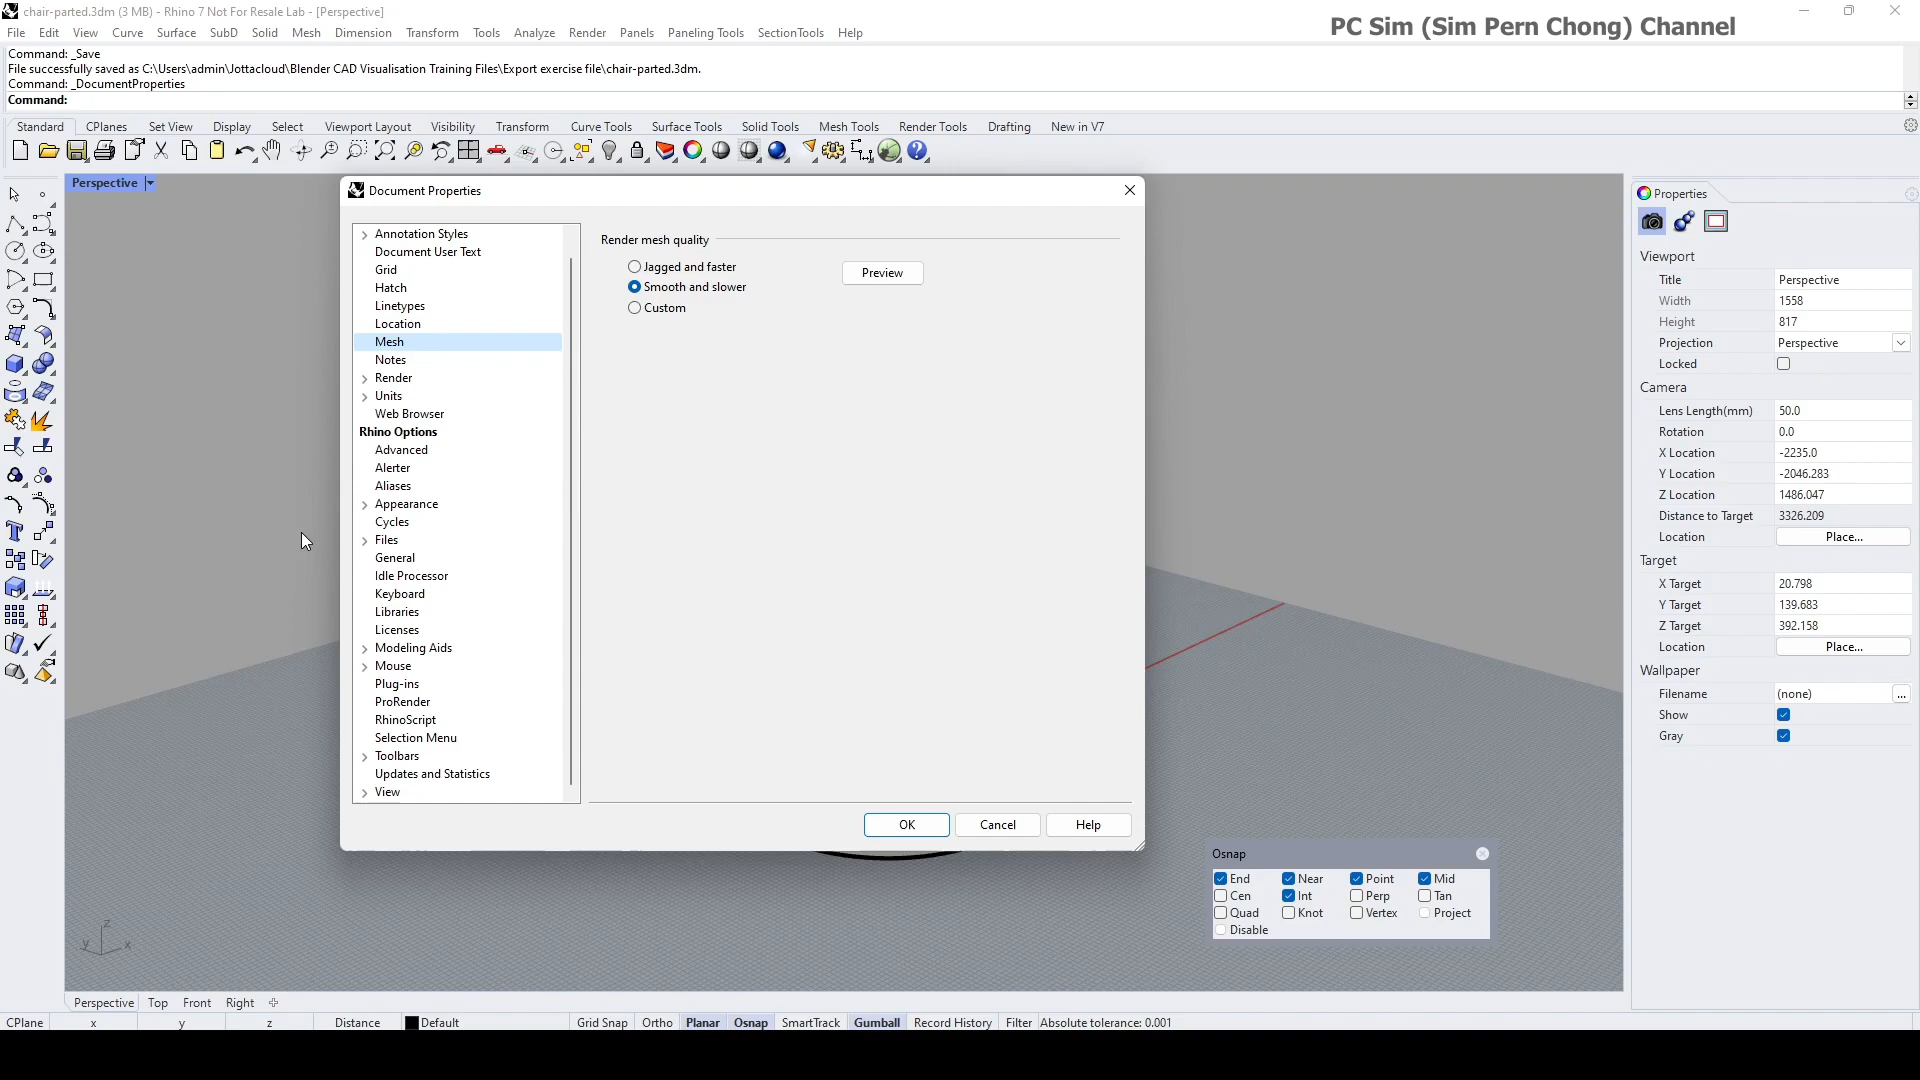 chair-parted.3dm (3 MB) - Rhino 7 Not For Resale Lab - [Perspective]
PC Sim (Sim Pern Chong) Channel
File Edit View Curve Surface SubD Solid Mesh Dimension Transform Tools Analyze Render Panels Paneling Tools SectionTools Help
Command: _Save
File successfully saved as C:\Users\admin\Jottacloud\Blender CAD Visualisation Training Files\Export exercise file\chair-parted.3dm.
Command: _DocumentProperties
Command:
Standard CPlanes Set View Display Select Viewport Layout Visibility Transform Curve Tools Surface Tools Solid Tools Mesh Tools Render Tools Drafting New in V7
Perspective
Document Properties
Annotation Styles
Document User Text
Grid
Hatch
Linetypes
Location
Mesh
Notes
Render
Units
Web Browser
Rhino Options
Advanced
Alerter
Aliases
Appearance
Cycles
Files
General
Idle Processor
Keyboard
Libraries
Licenses
Modeling Aids
Mouse
Plug-ins
ProRender
RhinoScript
Selection Menu
Toolbars
Updates and Statistics
View
Render mesh quality
Jagged and faster
Smooth and slower
Custom
Preview
OK Cancel Help
Properties
Viewport
Title Perspective
Width 1558
Height 817
Projection Perspective
Locked
Camera
Lens Length(mm) 50.0
Rotation 0.0
X Location -2235.0
Y Location -2046.283
Z Location 1486.047
Distance to Target 3326.209
Location Place...
Target
X Target 20.798
Y Target 139.683
Z Target 392.158
Location Place...
Wallpaper
Filename (none) ...
Show
Gray
Osnap
End Near Point Mid
Cen Int Perp Tan
Quad Knot Vertex Project
Disable
z
y x
Perspective Top Front Right
CPlane x y z Distance Default Grid Snap Ortho Planar Osnap SmartTrack Gumball Record History Filter Absolute tolerance: 0.001